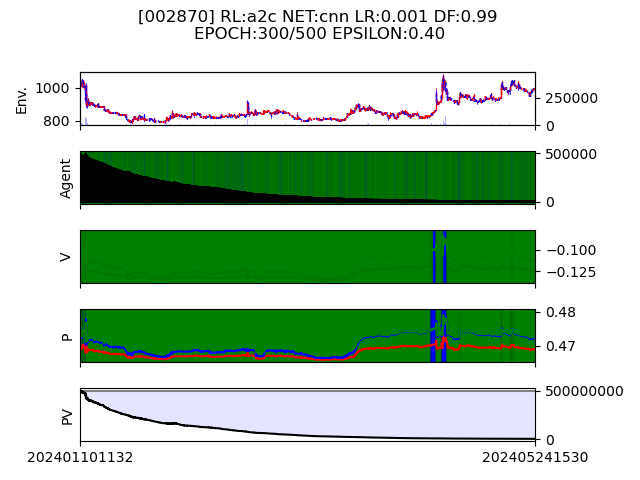 [002870] RL:a2c NET:cnn LR:0.001 DF:0.99
EPOCH:300/500 EPSILON:0.40
Env.
1000
800
250000
0
Agent
500000
0
V
−0.100
−0.125
P
0.48
0.47
PV
500000000
0
202401101132
202405241530